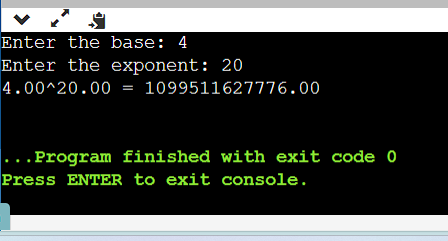 Enter the base: 4
Enter the exponent: 20
4.00^20.00 = 1099511627776.00
...Program finished with exit code 0
Press ENTER to exit console.